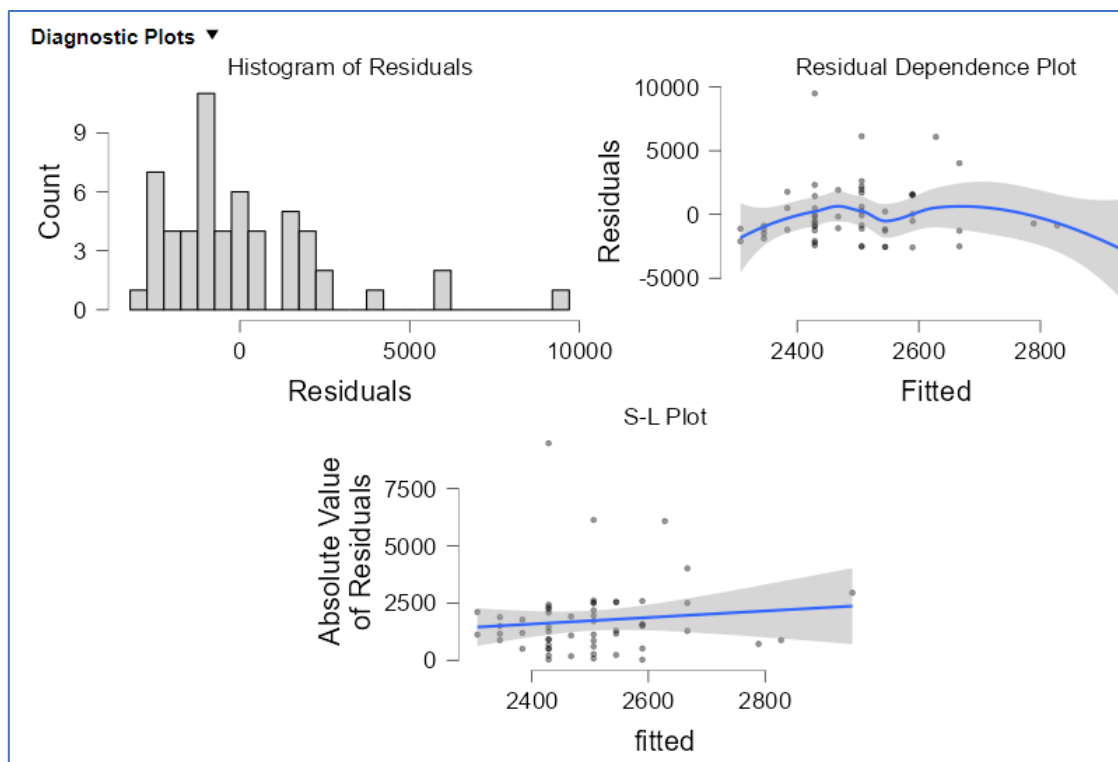 Diagnostic Plots ▼
Histogram of Residuals
Count
9
6
3
0
0
5000
10000
Residuals
Residual Dependence Plot
Residuals
10000
5000
0
-5000
2400
2600
2800
Fitted
S-L Plot
Absolute Value
of Residuals
7500
5000
2500
0
2400
2600
2800
fitted